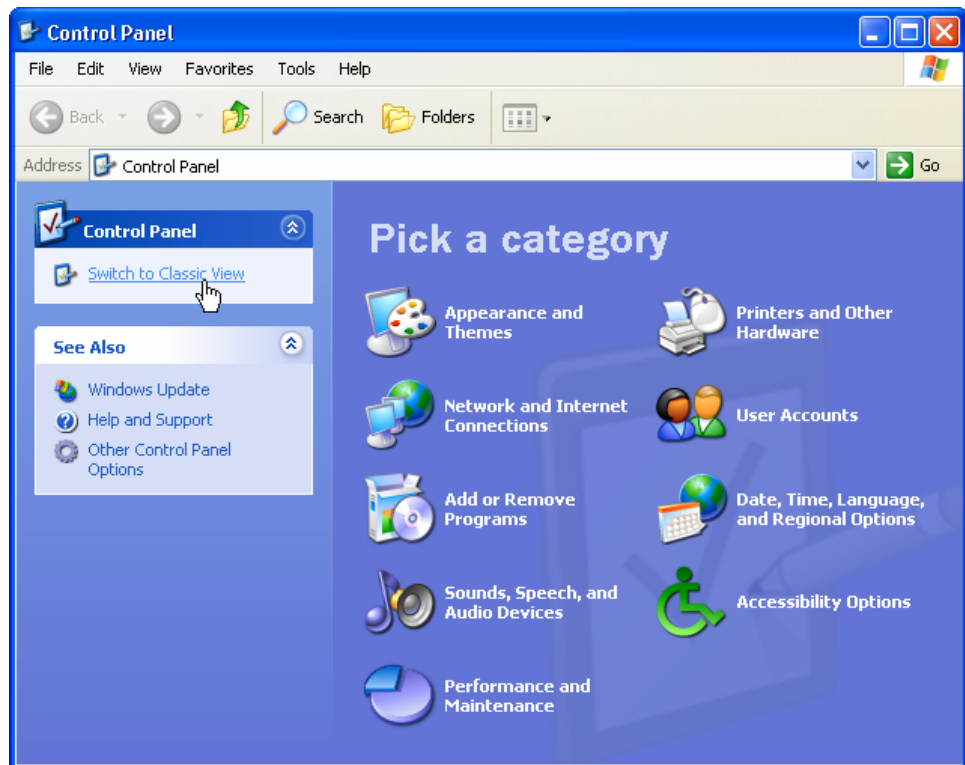 Control Panel
File Edit View Favorites Tools Help
Back Search Folders
Address Control Panel Go
Control Panel
Switch to Classic View
See Also
Windows Update
Help and Support
Other Control Panel
Options
Pick a category
Appearance and
Themes
Printers and Other
Hardware
Network and Internet
Connections
User Accounts
Add or Remove
Programs
Date, Time, Language,
and Regional Options
Sounds, Speech, and
Audio Devices
Accessibility Options
Performance and
Maintenance